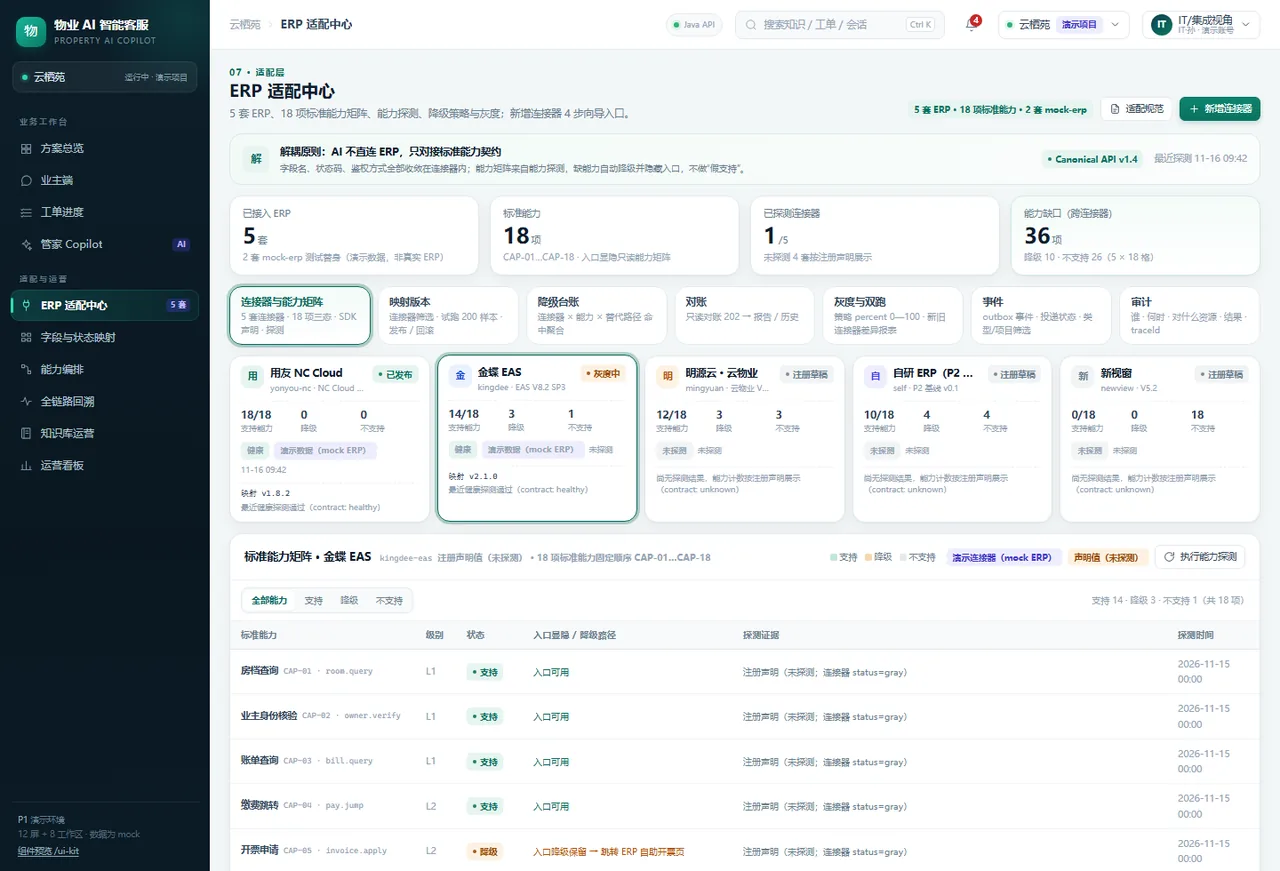 物
物业 AI 智能客服
PROPERTY AI COPILOT
云栖苑
运行中 · 演示项目
业务工作台
方案总览
业主端
工单进度
管家 Copilot
AI
适配与运营
ERP 适配中心
5 套
字段与状态映射
能力编排
全链路回溯
知识库运营
运营看板
P1 演示环境
12 屏 + 8 工作区 · 数据为 mock
组件预览 /ui-kit
云栖苑
ERP 适配中心
Java API
搜索知识 / 工单 / 会话
Ctrl K
4
云栖苑
演示项目
IT
IT/集成视角
IT-孙 · 演示账号
07 • 适配层
ERP 适配中心
5 套 ERP、18 项标准能力矩阵、能力探测、降级策略与灰度；新增连接器 4 步向导入口。
5 套 ERP • 18 项标准能力 • 2 套 mock-erp
适配规范
新增连接器
解
解耦原则：AI 不直连 ERP，只对接标准能力契约
字段名、状态码、鉴权方式全部收敛在连接器内；能力矩阵来自能力探测、缺能力自动降级并隐藏入口，不做"假支持"。
Canonical API v1.4
最近探测 11-16 09:42
已接入 ERP
5 套
2 套 mock-erp 测试替身（演示数据，非真实 ERP）
标准能力
18 项
CAP-01...CAP-18 · 入口显隐只读能力矩阵
已探测连接器
1 /5
未探测 4 套按注册声明展示
能力缺口（跨连接器）
36 项
降级 10 · 不支持 26（5 × 18 格）
连接器与能力矩阵
5 套连接器 · 18 项三态 · SDK
声明 · 探测
映射版本
连接器筛选 · 试跑 200 样本 ·
发布 / 回滚
降级台账
连接器 × 能力 × 替代路径 命
中聚合
对账
只读对账 202 → 报告 / 历史
灰度与双跑
策略 percent 0—100 · 新旧
连接器差异报表
事件
outbox 事件 · 投递状态 · 类
型/项目筛选
审计
谁 · 何时 · 对什么资源 · 结果 ·
traceId
用
用友 NC Cloud
yonyou-nc · NC Cloud ...
已发布
18/18
支持能力
0
降级
0
不支持
健康
演示数据（mock ERP）
11-16 09:42
映射 v1.8.2
最近健康探测通过（contract: healthy）
金
金蝶 EAS
kingdee · EAS V8.2 SP3
灰度中
14/18
支持能力
3
降级
1
不支持
健康
演示数据（mock ERP）
未探测
映射 v2.1.0
最近健康探测通过（contract: healthy）
明
明源云 · 云物业
mingyuan · 云物业 V...
注册草稿
12/18
支持能力
3
降级
3
不支持
未探测
未探测
尚无探测结果，能力计数按注册声明展示
（contract: unknown）
自
自研 ERP（P2 ...
self · P2 基线 v0.1
注册草稿
10/18
支持能力
4
降级
4
不支持
未探测
未探测
尚无探测结果，能力计数按注册声明展示
（contract: unknown）
新
新视窗
newview · V5.2
注册草稿
0/18
支持能力
0
降级
18
不支持
未探测
未探测
尚无探测结果，能力计数按注册声明展示
（contract: unknown）
标准能力矩阵 • 金蝶 EAS
kingdee-eas 注册声明值（未探测） • 18 项标准能力固定顺序 CAP-01...CAP-18
支持
降级
不支持
演示连接器（mock ERP）
声明值（未探测）
执行能力探测
全部能力
支持
降级
不支持
支持 14 · 降级 3 · 不支持 1（共 18 项）
标准能力
级别
状态
入口显隐 / 降级路径
探测证据
探测时间
房档查询 CAP-01 · room.query
L1
支持
入口可用
注册声明（未探测；连接器 status=gray）
2026-11-15
00:00
业主身份核验 CAP-02 · owner.verify
L1
支持
入口可用
注册声明（未探测；连接器 status=gray）
2026-11-15
00:00
账单查询 CAP-03 · bill.query
L1
支持
入口可用
注册声明（未探测；连接器 status=gray）
2026-11-15
00:00
缴费跳转 CAP-04 · pay.jump
L2
支持
入口可用
注册声明（未探测；连接器 status=gray）
2026-11-15
00:00
开票申请 CAP-05 · invoice.apply
L2
降级
入口降级保留 → 跳转 ERP 自助开票页
注册声明（未探测；连接器 status=gray）
2026-11-15
00:00